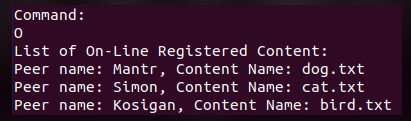 Command:
O
List of On-Line Registered Content:
Peer name: Mantr, Content Name: dog.txt
Peer name: Simon, Content Name: cat.txt
Peer name: Kosigan, Content Name: bird.txt